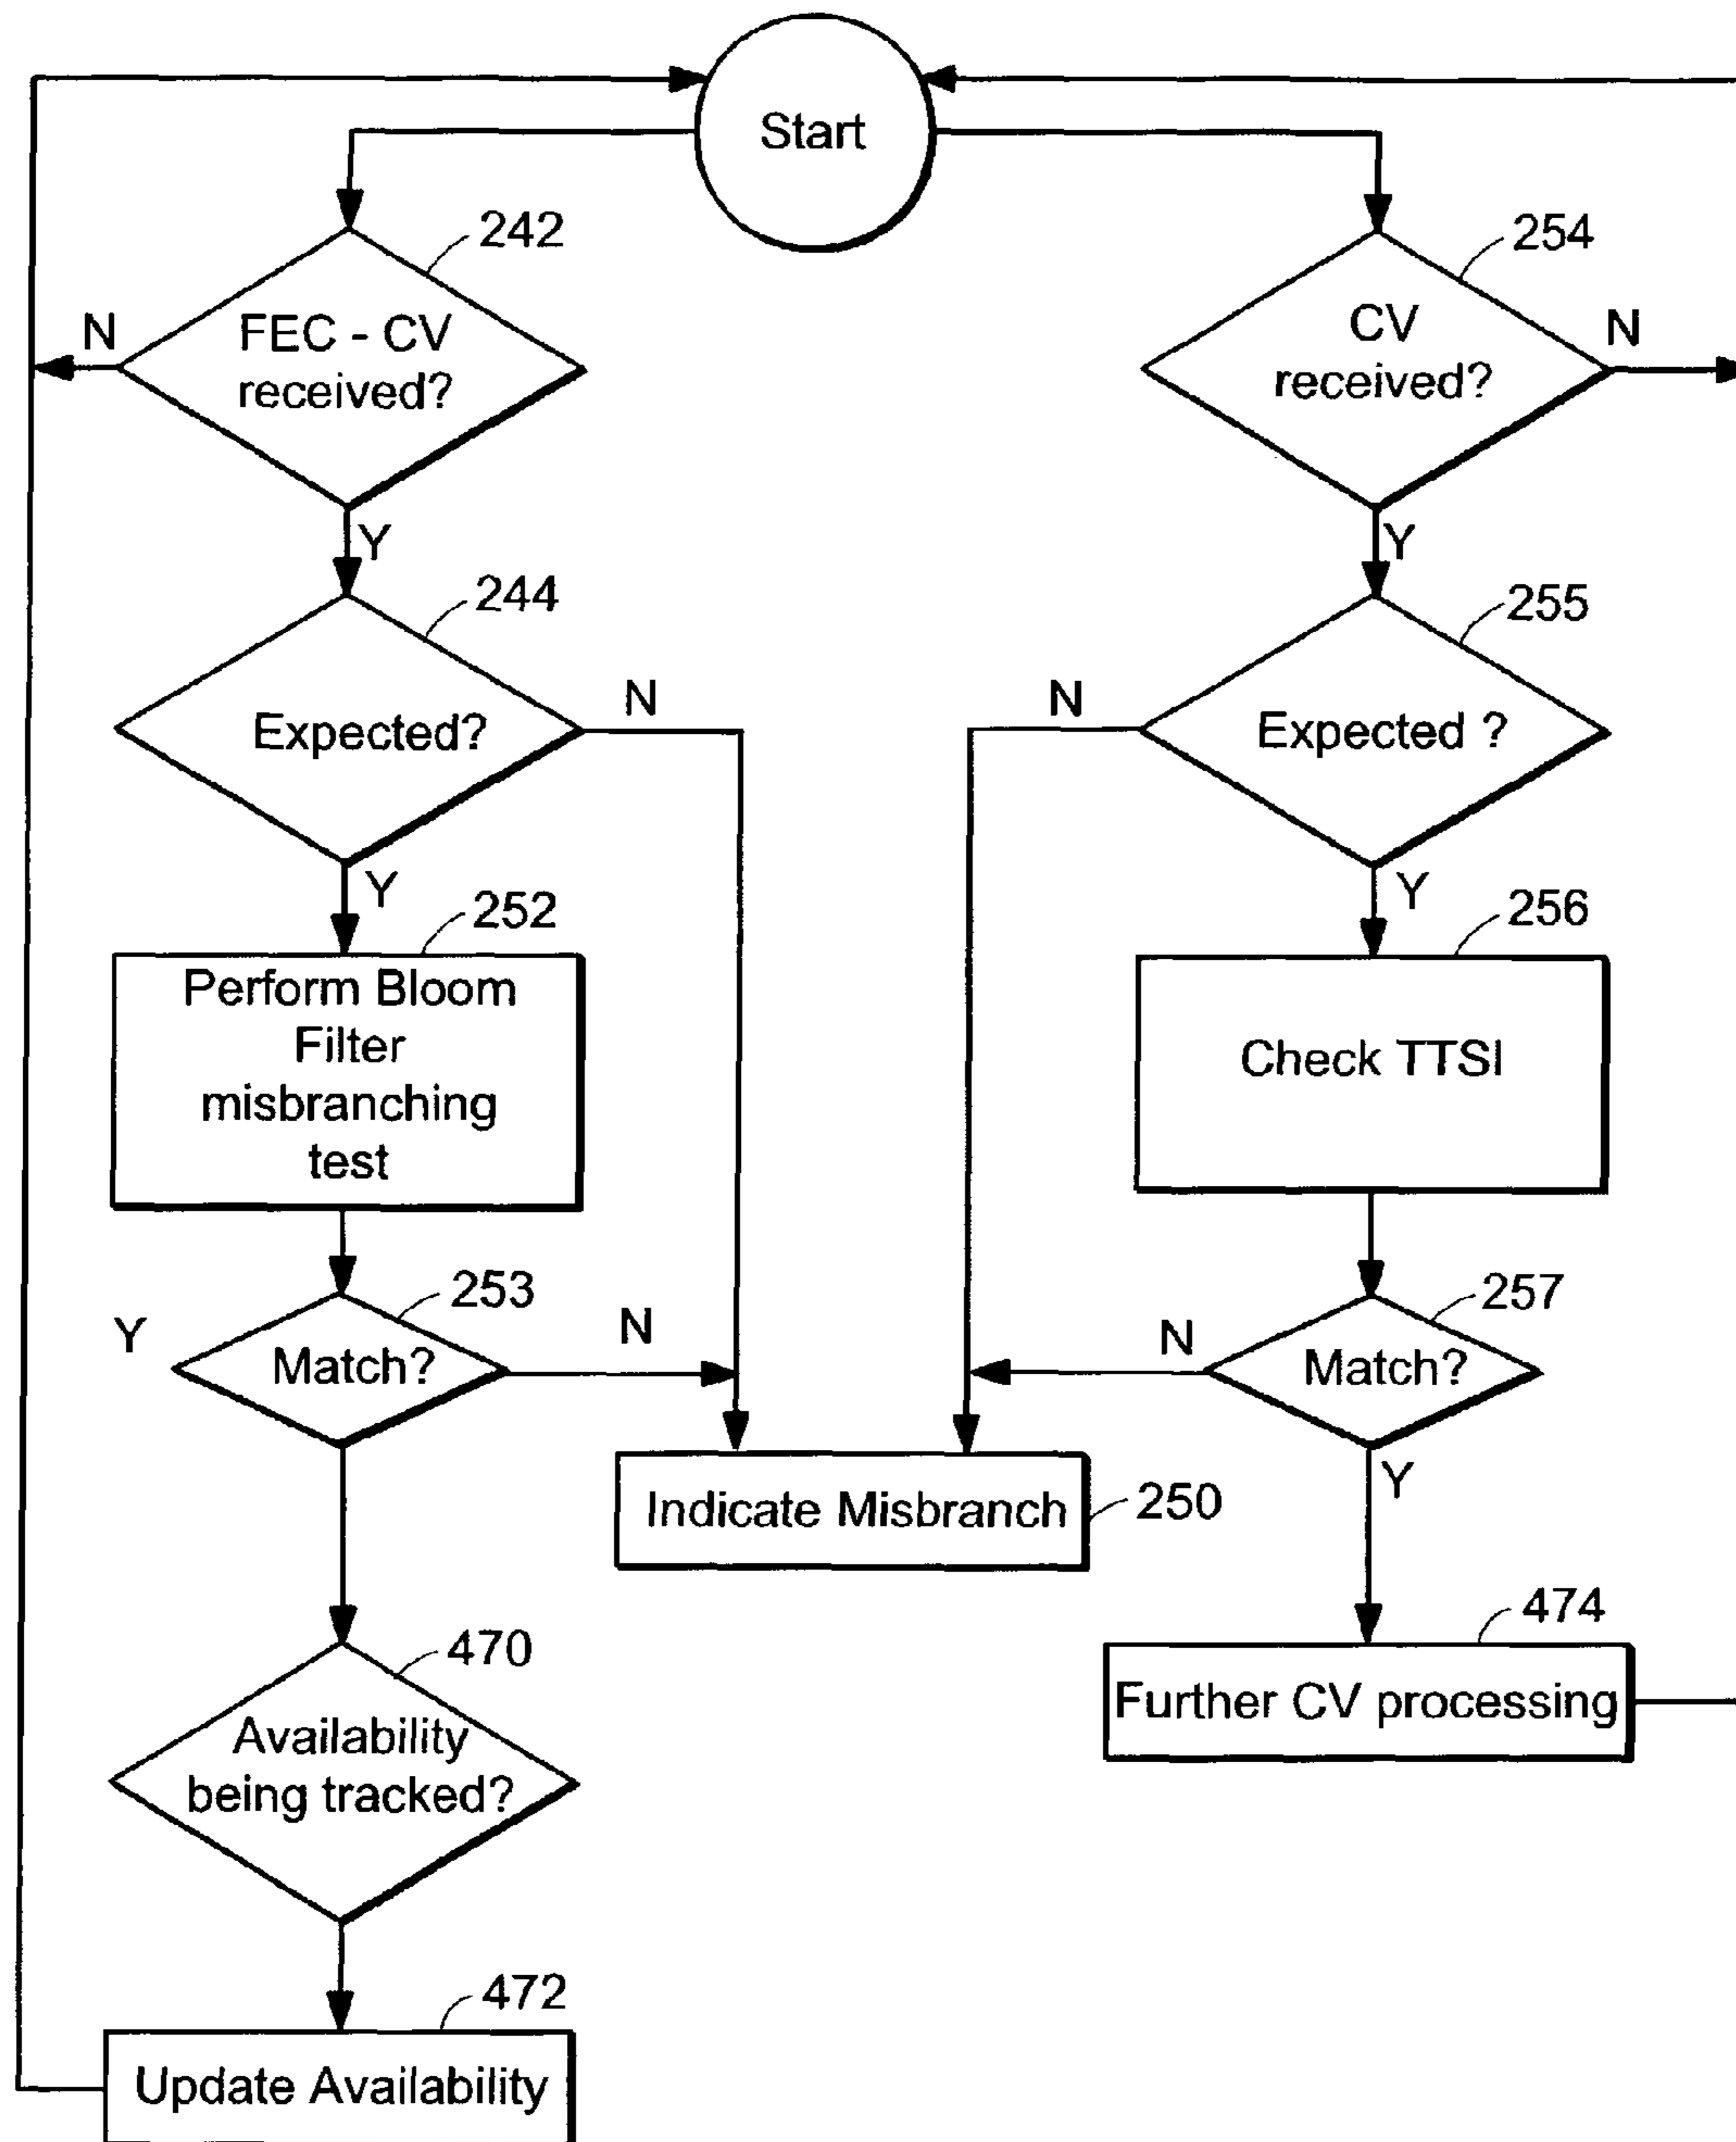 Start
242
FEC - CV
received?
N
Y
254
CV
received?
N
Y
244
Expected?
N
Y
255
Expected ?
N
Y
252
Perform Bloom
Filter
misbranching
test
256
Check TTSI
253
Y
Match?
N
257
N
Match?
Y
Indicate Misbranch
250
470
Availability
being tracked?
474
Further CV processing
472
Update Availability